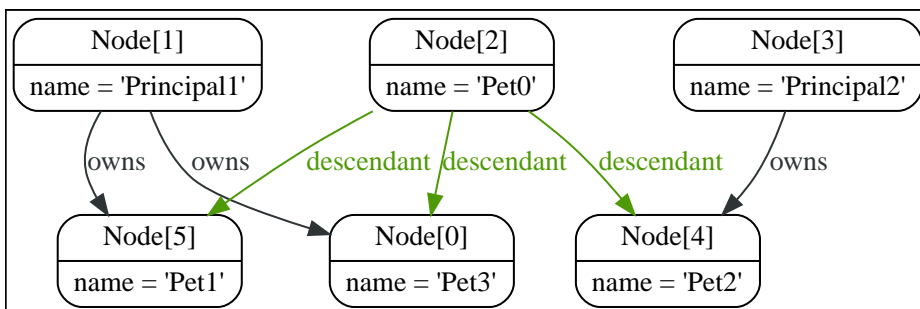 Node[1]
name = 'Principal1'
Node[2]
name = 'Pet0'
Node[3]
name = 'Principal2'
owns
owns
descendant
descendant
descendant
owns
Node[5]
name = 'Pet1'
Node[0]
name = 'Pet3'
Node[4]
name = 'Pet2'